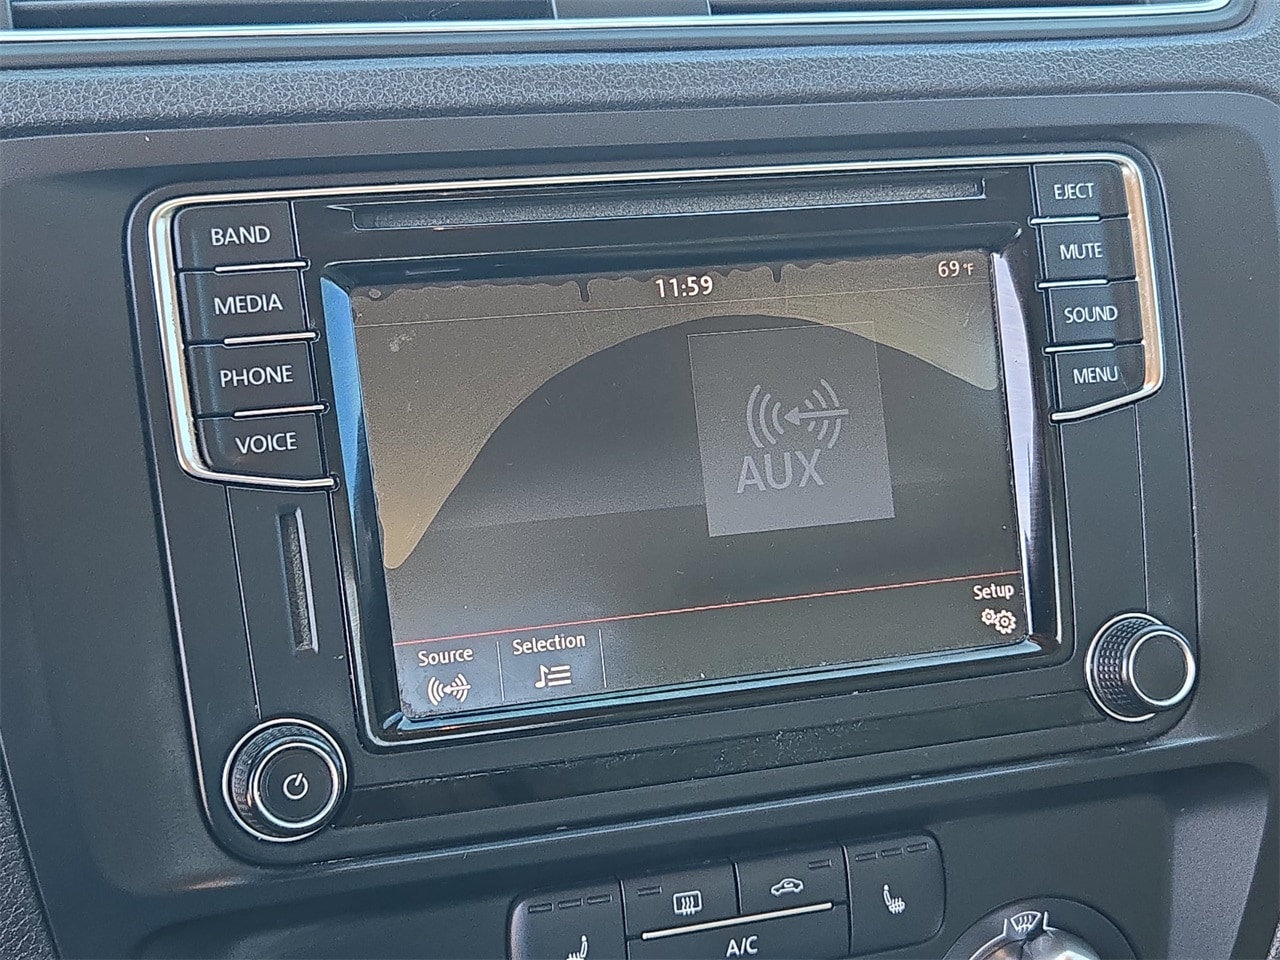 BAND
MEDIA
PHONE
VOICE
11:59
69°F
AUX
Source
Selection
Setup
EJECT
MUTE
SOUND
MENU
A/C